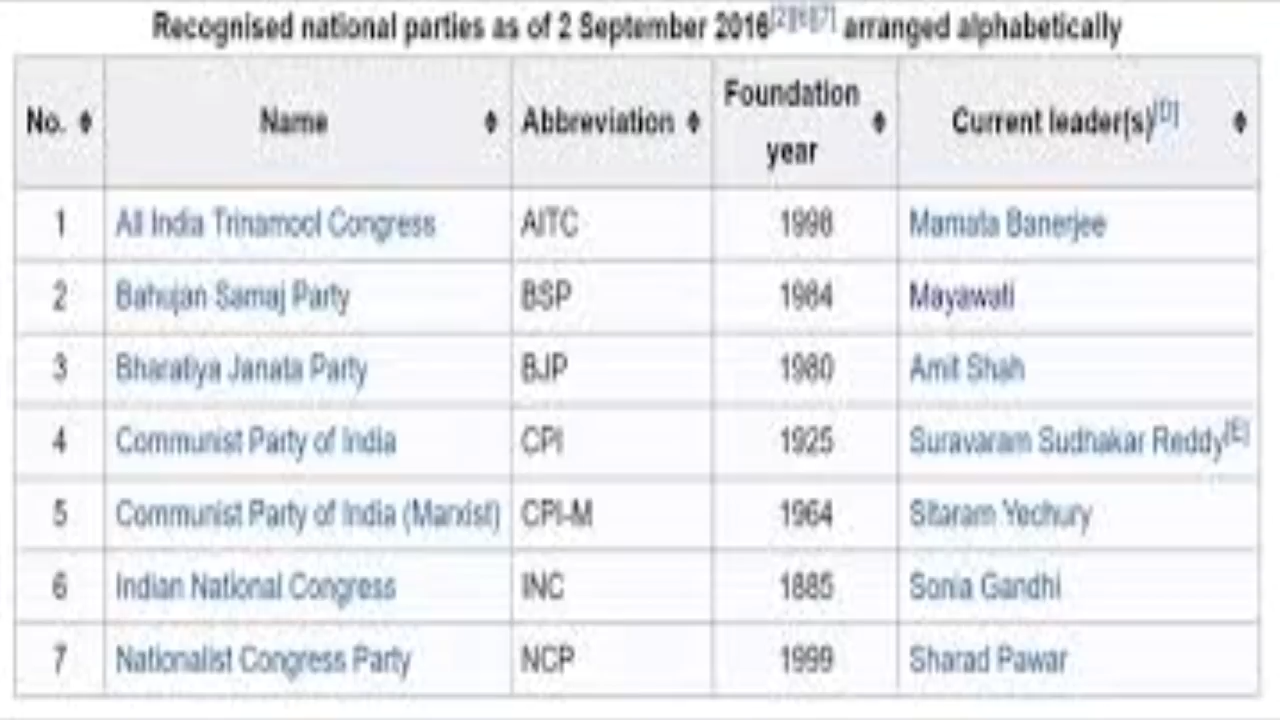 Recognised national parties as of 2 September 2016[2][6][7] arranged alphabetically
No. Name Abbreviation Foundation year Current leader(s)[D]
1 All India Trinamool Congress AITC 1998 Mamata Banerjee
2 Bahujan Samaj Party BSP 1984 Mayawati
3 Bharatiya Janata Party BJP 1980 Amit Shah
4 Communist Party of India CPI 1925 Suravaram Sudhakar Reddy[E]
5 Communist Party of India (Marxist) CPI-M 1964 Sitaram Yechury
6 Indian National Congress INC 1885 Sonia Gandhi
7 Nationalist Congress Party NCP 1999 Sharad Pawar